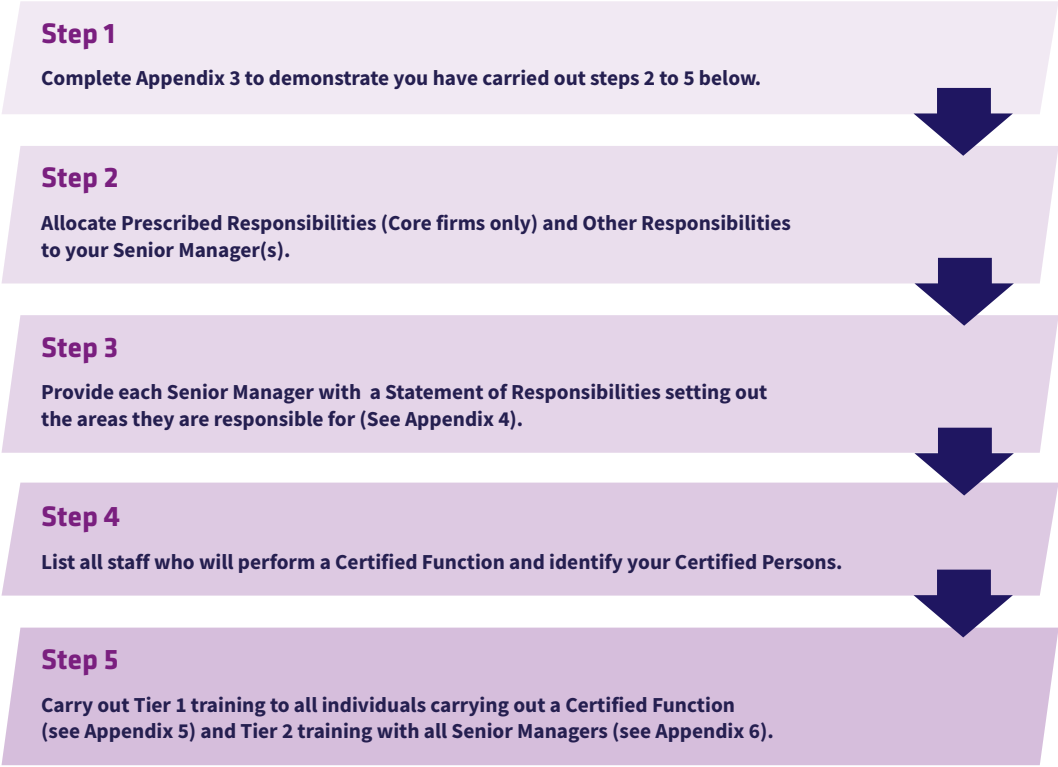 Step 1
Complete Appendix 3 to demonstrate you have carried out steps 2 to 5 below.
Step 2
Allocate Prescribed Responsibilities (Core firms only) and Other Responsibilities
to your Senior Manager(s).
Step 3
Provide each Senior Manager with  a Statement of Responsibilities setting out
the areas they are responsible for (See Appendix 4).
Step 4
List all staff who will perform a Certified Function and identify your Certified Persons.
Step 5
Carry out Tier 1 training to all individuals carrying out a Certified Function
(see Appendix 5) and Tier 2 training with all Senior Managers (see Appendix 6).